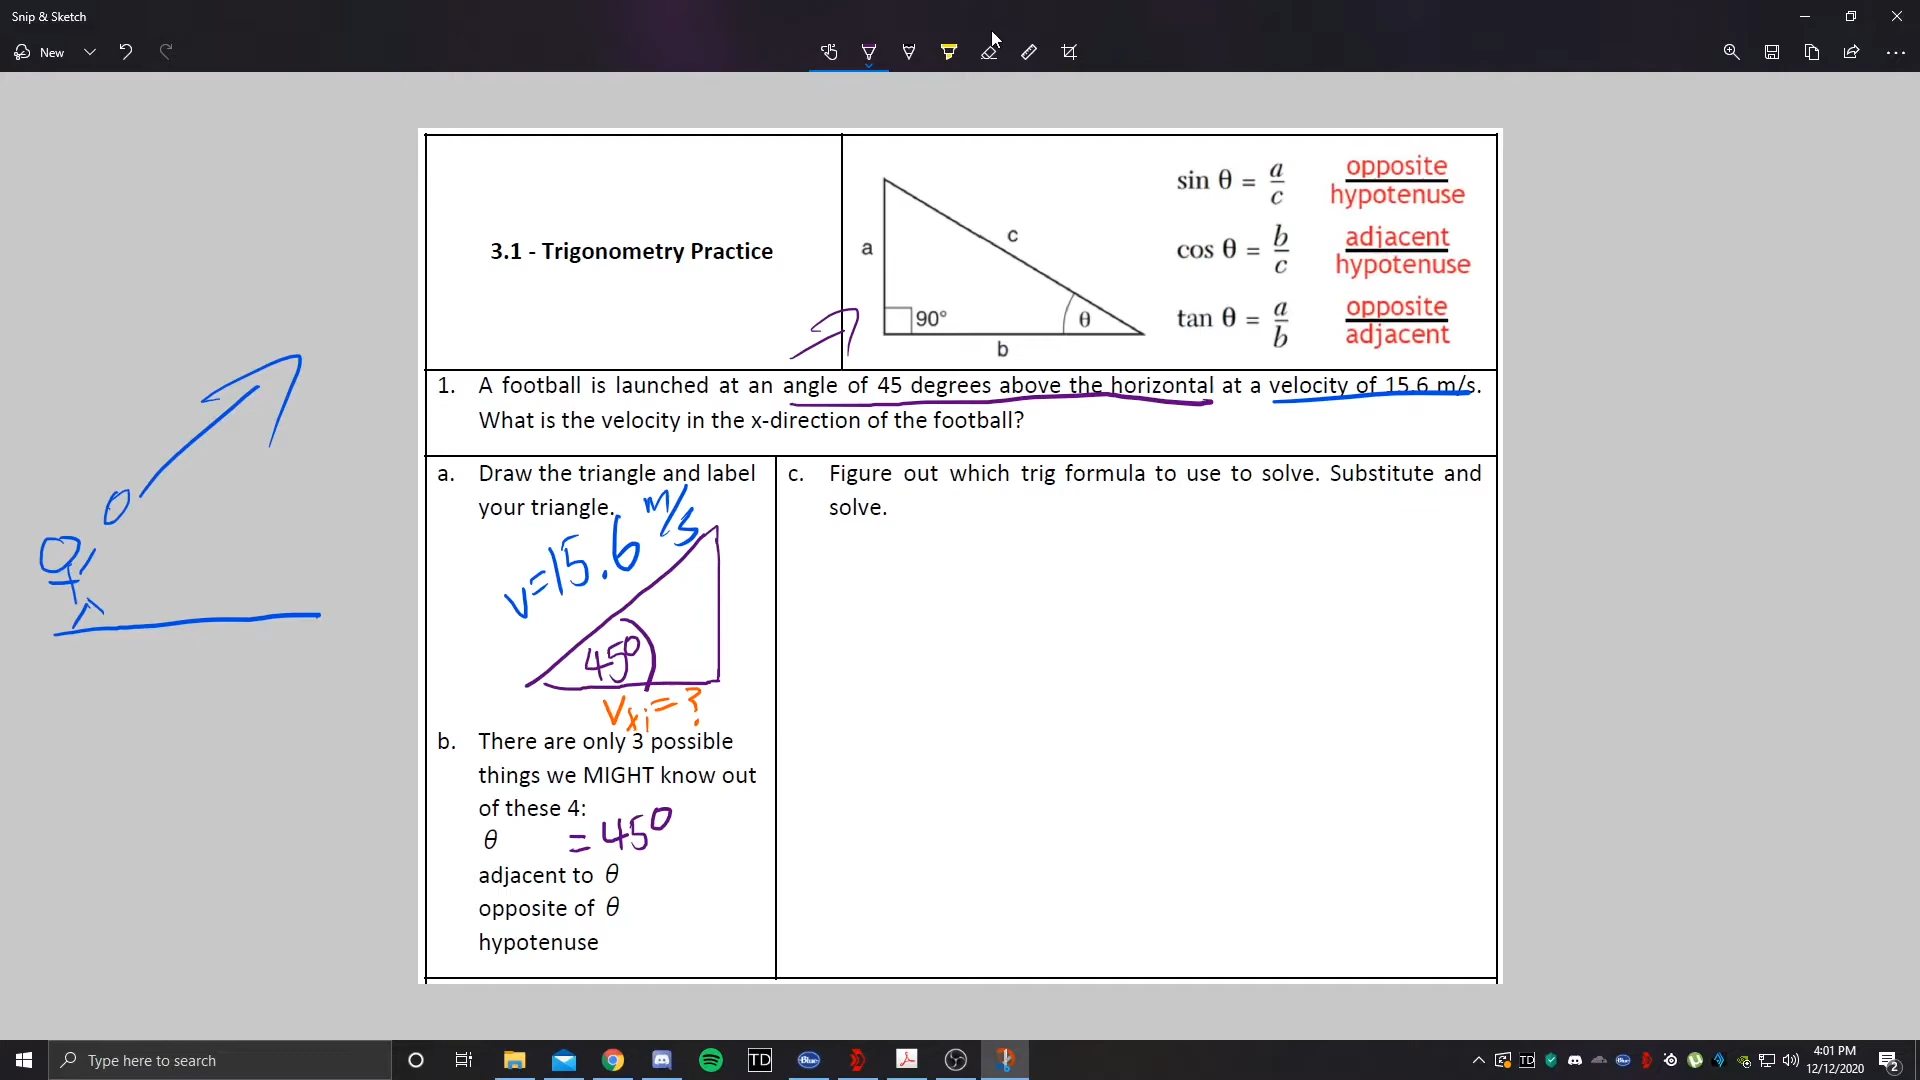 Snip & Sketch
New
3.1 - Trigonometry Practice
a
c
90°
θ
b
sin θ = a/c
opposite
hypotenuse
cos θ = b/c
adjacent
hypotenuse
tan θ = a/b
opposite
adjacent
1. A football is launched at an angle of 45 degrees above the horizontal at a velocity of 15.6 m/s.
What is the velocity in the x-direction of the football?
a. Draw the triangle and label
your triangle.
v=15.6 m/s
45°
Vxi=?
b. There are only 3 possible
things we MIGHT know out
of these 4:
θ = 45°
adjacent to θ
opposite of θ
hypotenuse
c. Figure out which trig formula to use to solve. Substitute and
solve.
Type here to search
TD
Blue
TD
4:01 PM
12/12/2020
2